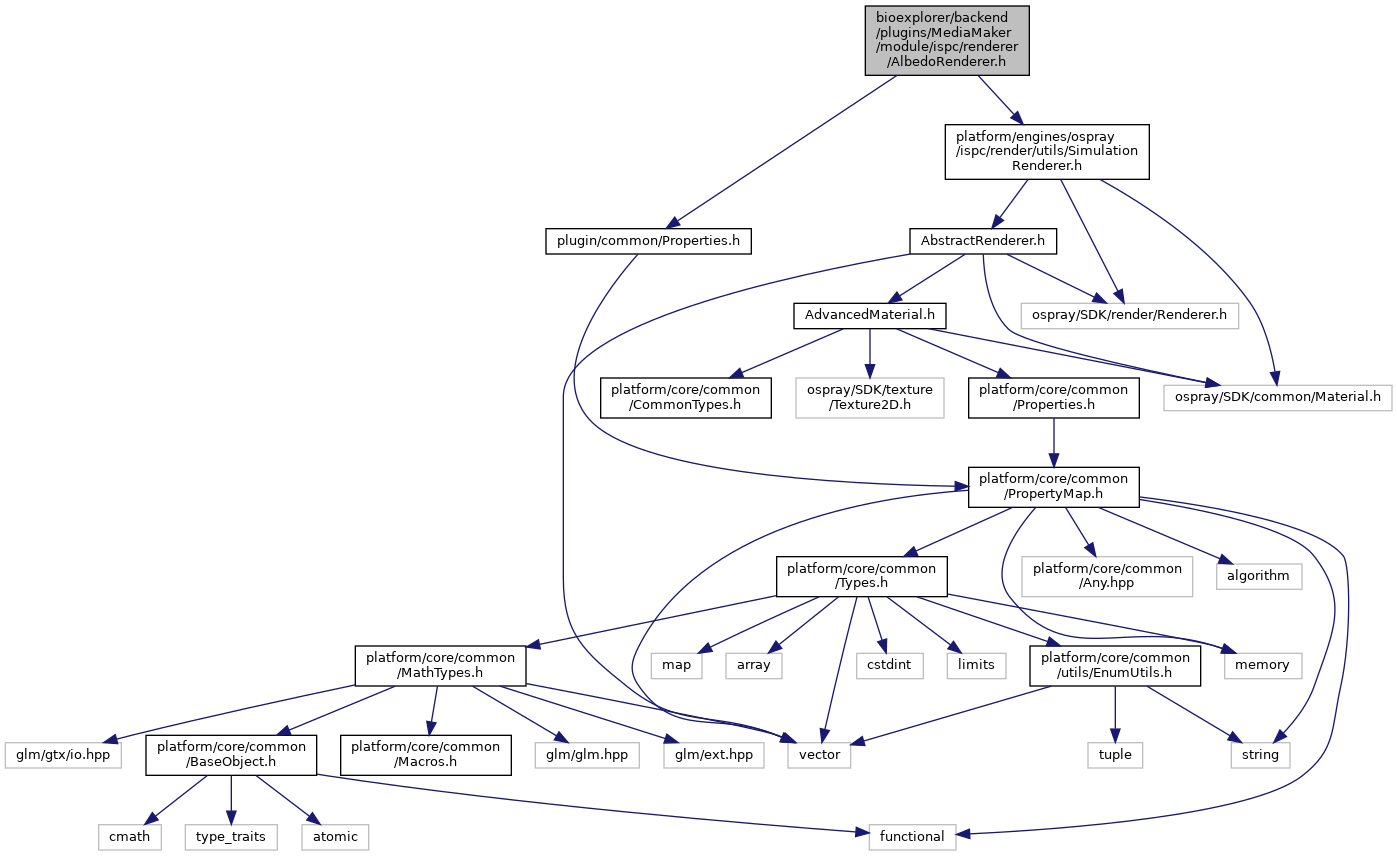 bioexplorer/backend
/plugins/MediaMaker
/module/ispc/renderer
/AlbedoRenderer.h
platform/engines/ospray
/ispc/render/utils/Simulation
Renderer.h
plugin/common/Properties.h
AbstractRenderer.h
AdvancedMaterial.h
ospray/SDK/render/Renderer.h
platform/core/common
/CommonTypes.h
ospray/SDK/texture
/Texture2D.h
platform/core/common
/Properties.h
ospray/SDK/common/Material.h
platform/core/common
/PropertyMap.h
platform/core/common
/Types.h
platform/core/common
/Any.hpp
algorithm
platform/core/common
/MathTypes.h
map
array
cstdint
limits
platform/core/common
/utils/EnumUtils.h
memory
glm/gtx/io.hpp
platform/core/common
/BaseObject.h
platform/core/common
/Macros.h
glm/glm.hpp
glm/ext.hpp
vector
tuple
string
cmath
type_traits
atomic
functional